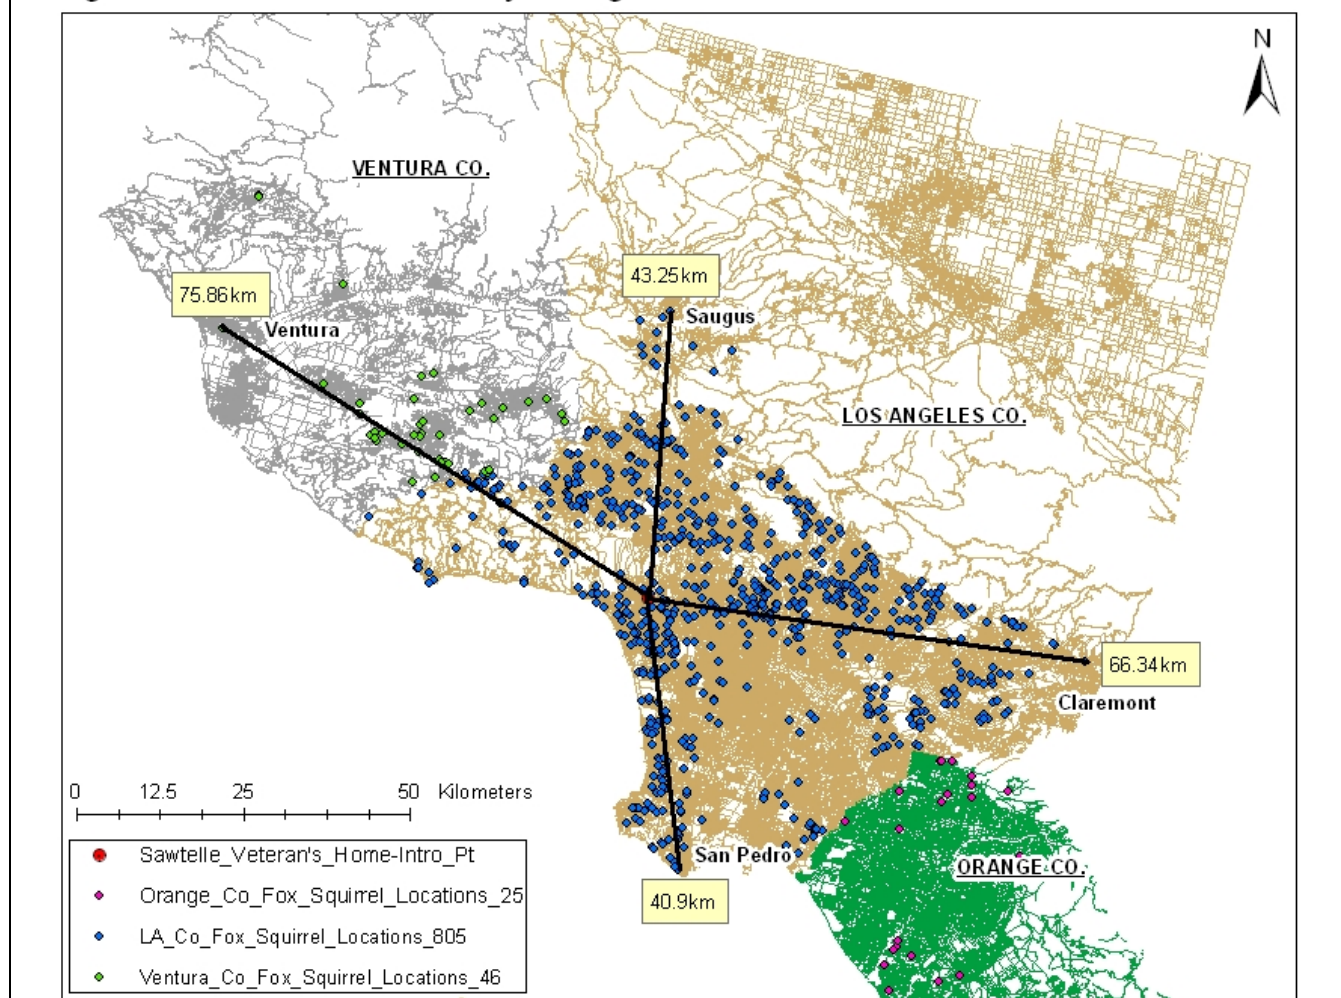 N
VENTURA CO.
43.25km
75.86km
Saugus
Ventura
LOS ANGELES CO.
66.34km
Claremont
0 12.5 25 50 Kilometers
San Pedro
Sawtelle_Veteran's_Home-Intro_Pt
ORANGE CO.
Orange_Co_Fox_Squirrel_Locations_25
40.9km
LA_Co_Fox_Squirrel_Locations_805
Ventura_Co_Fox_Squirrel_Locations_46